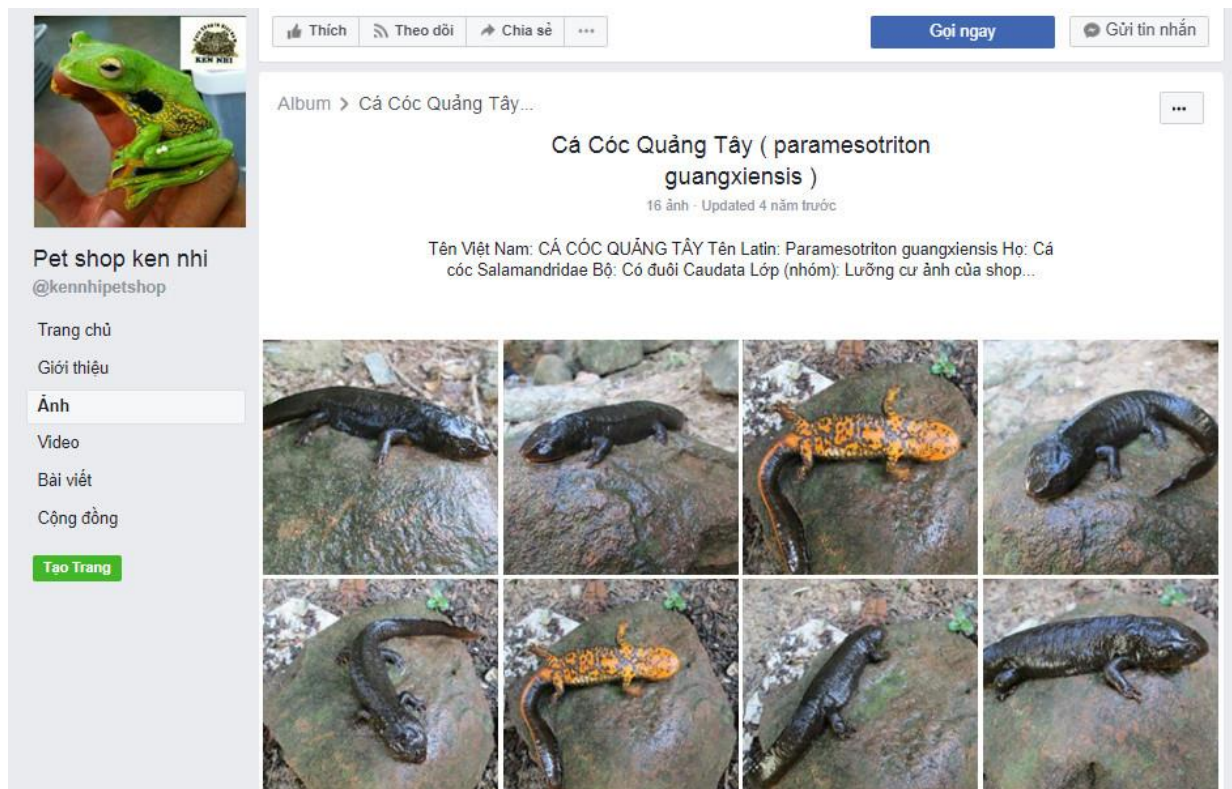 KEN NHI
Thích Theo dõi Chia sẻ ...
Gọi ngay Gửi tin nhắn
Album > Cá Cóc Quảng Tây...
Cá Cóc Quảng Tây ( paramesotriton
guangxiensis )
16 ảnh · Updated 4 năm trước
Tên Việt Nam: CÁ CÓC QUẢNG TÂY Tên Latin: Paramesotriton guangxiensis Họ: Cá
cóc Salamandridae Bộ: Có đuôi Caudata Lớp (nhóm): Lưỡng cư ảnh của shop...
Pet shop ken nhi
@kennhipetshop
Trang chủ
Giới thiệu
Ảnh
Video
Bài viết
Cộng đồng
Tạo Trang